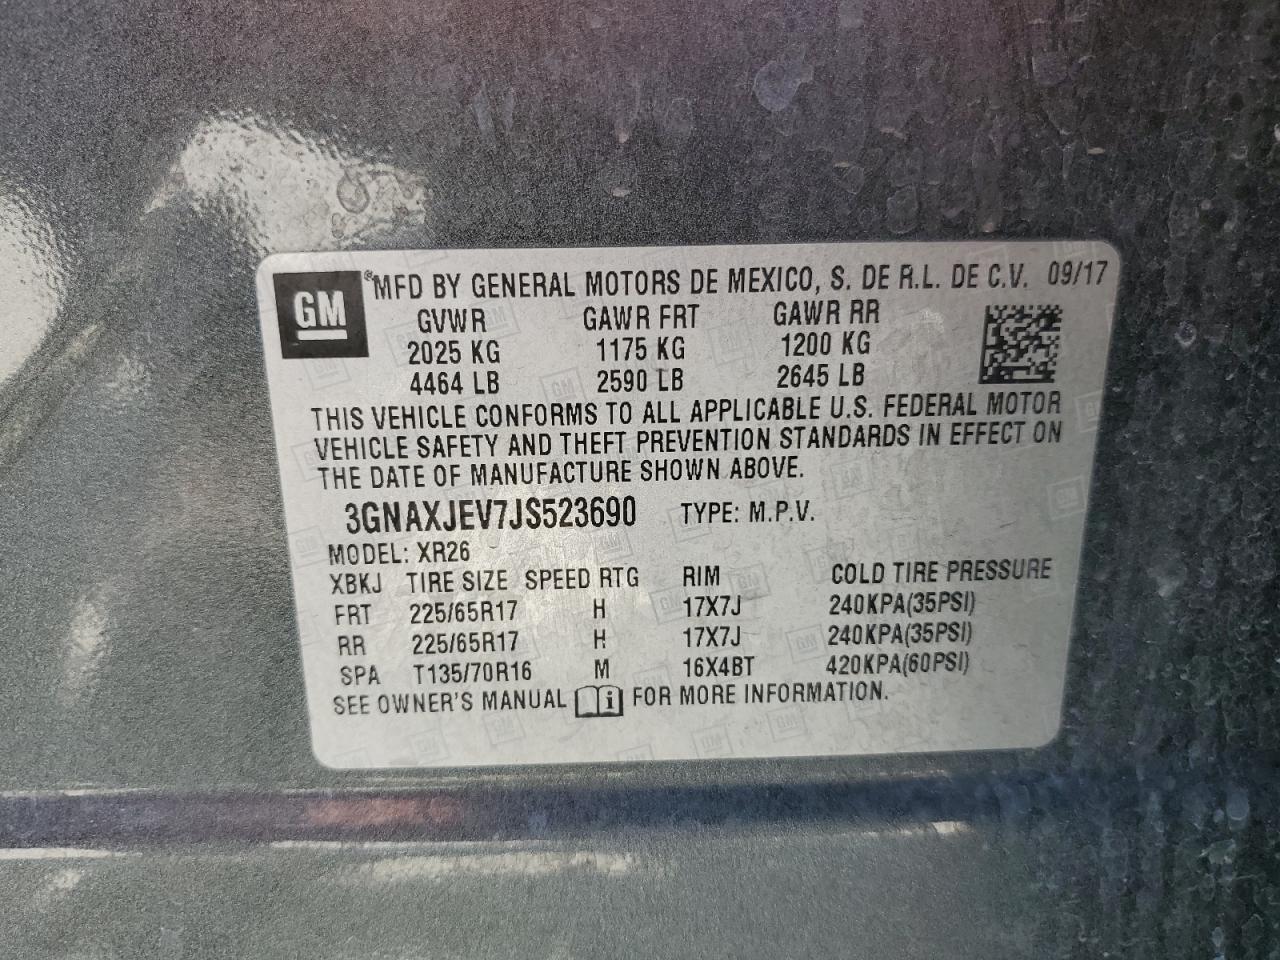 GM ® MFD BY GENERAL MOTORS DE MEXICO, S. DE R.L. DE C.V. 09/17
GVWR GAWR FRT GAWR RR
2025 KG 1175 KG 1200 KG
4464 LB 2590 LB 2645 LB
THIS VEHICLE CONFORMS TO ALL APPLICABLE U.S. FEDERAL MOTOR
VEHICLE SAFETY AND THEFT PREVENTION STANDARDS IN EFFECT ON
THE DATE OF MANUFACTURE SHOWN ABOVE.
3GNAXJEV7JS523690 TYPE: M.P.V.
MODEL: XR26
XBKJ TIRE SIZE SPEED RTG RIM COLD TIRE PRESSURE
FRT 225/65R17 H 17X7J 240KPA(35PSI)
RR 225/65R17 H 17X7J 240KPA(35PSI)
SPA T135/70R16 M 16X4BT 420KPA(60PSI)
SEE OWNER'S MANUAL i FOR MORE INFORMATION.